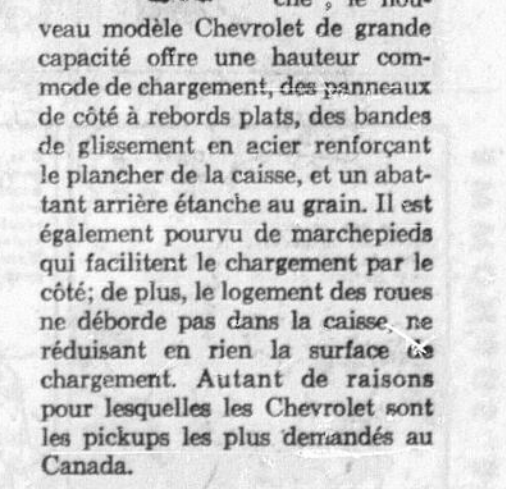 le nou-
veau modèle Chevrolet de grande
capacité offre une hauteur com-
mode de chargement, des panneaux
de côté à rebords plats, des bandes
de glissement en acier renforçant
le plancher de la caisse, et un abat-
tant arrière étanche au grain. Il est
également pourvu de marchepieds
qui facilitent le chargement par le
côté; de plus, le logement des roues
ne déborde pas dans la caisse, ne
réduisant en rien la surface de
chargement. Autant de raisons
pour lesquelles les Chevrolet sont
les pickups les plus demandés au
Canada.